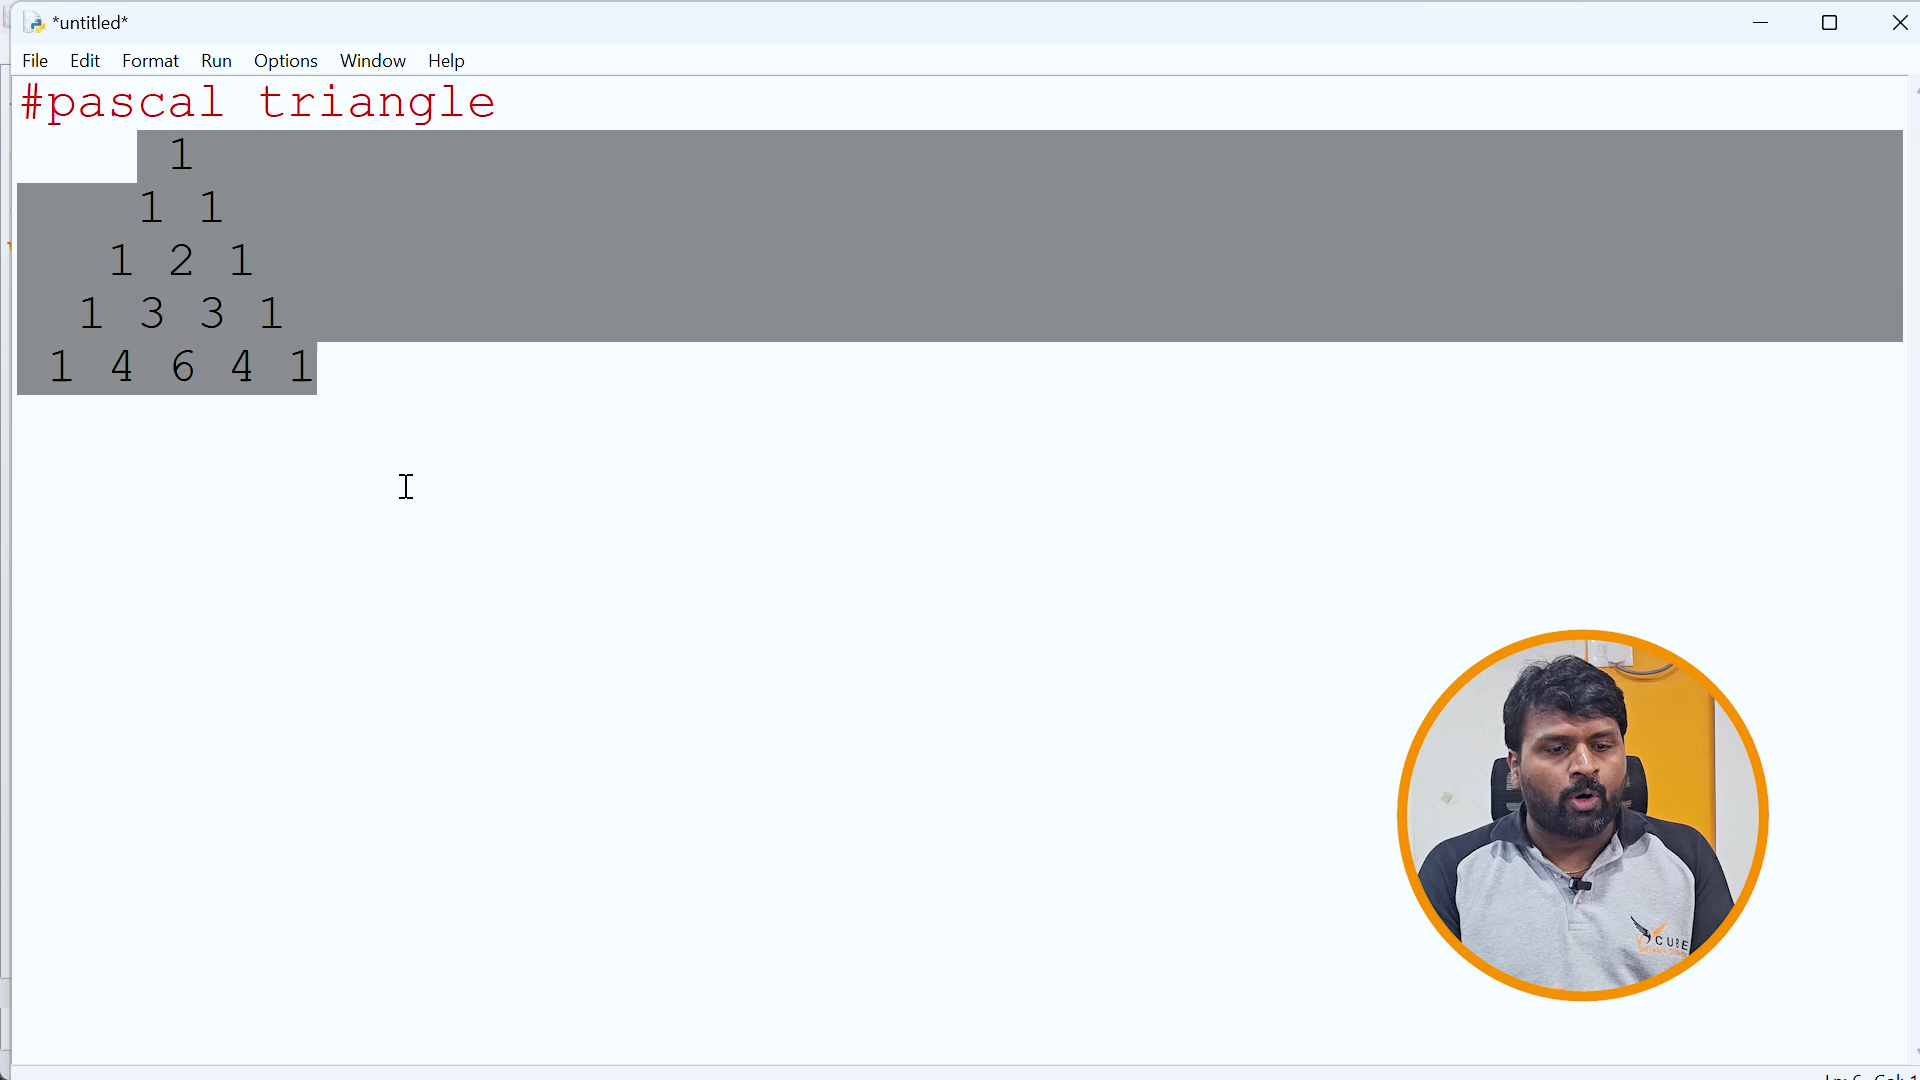 *untitled*
File Edit Format Run Options Window Help
#pascal triangle
1
1 1
1 2 1
1 3 3 1
1 4 6 4 1
CUBE